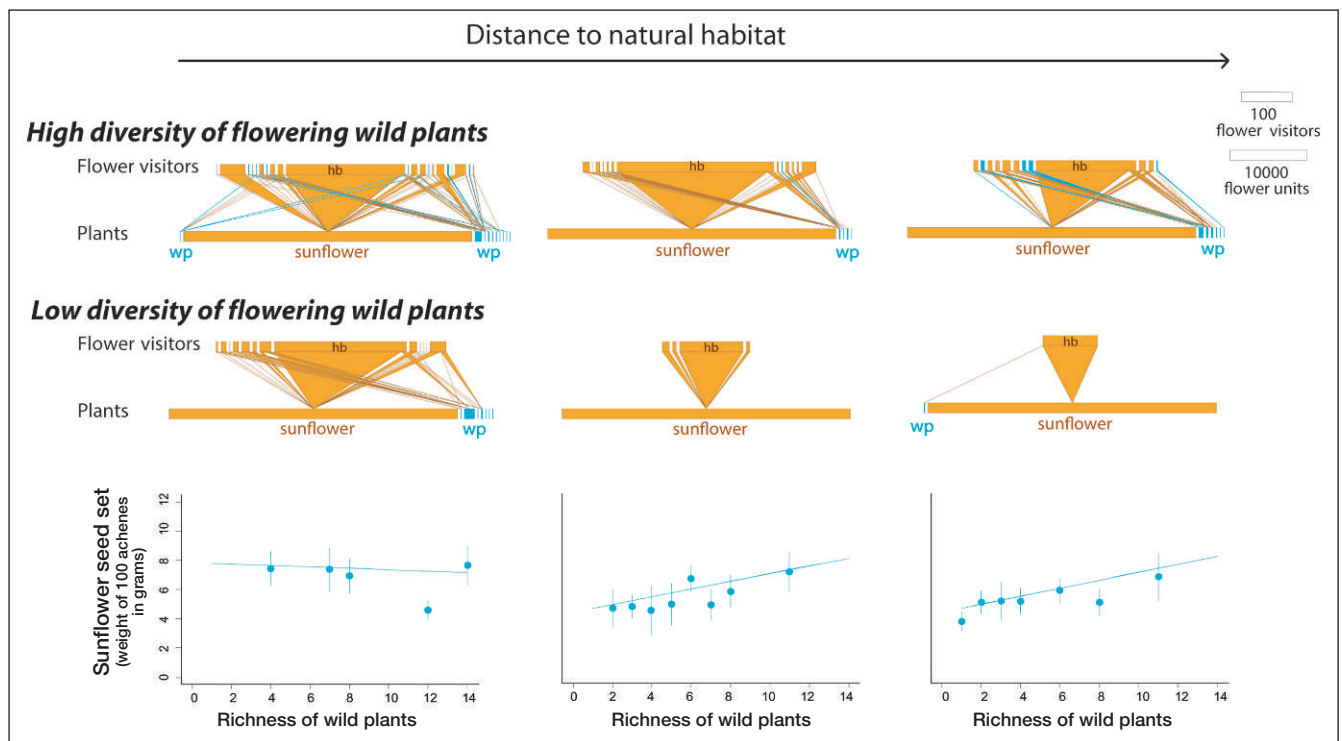 Distance to natural habitat
100
flower visitors
10000
flower units
High diversity of flowering wild plants
Flower visitors
hb
hb
hb
Plants
wp
sunflower
wp
wp
sunflower
wp
Low diversity of flowering wild plants
Flower visitors
hb
hb
hb
Plants
sunflower
wp
wp
sunflower
Sunflower seed set
(weight of 100 achenes
in grams)
12
10
8
6
4
2
0
0 2 4 6 8 10 12 14
0 2 4 6 8 10 12 14
0 2 4 6 8 10 12 14
Richness of wild plants
Richness of wild plants
Richness of wild plants